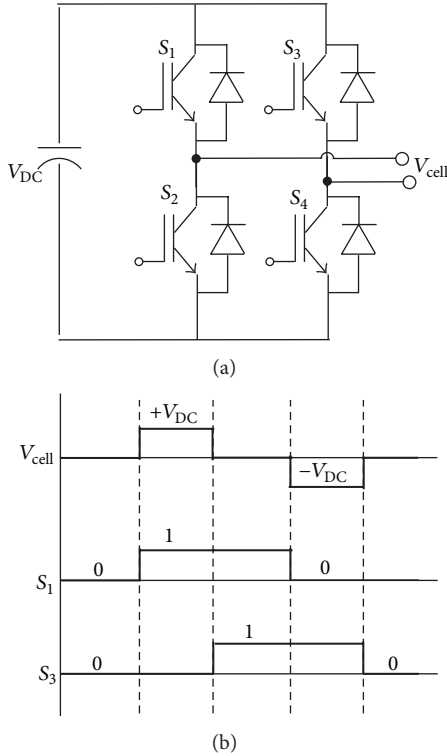 S1 S3
VDC
Vcell
S2 S4
(a)
+VDC
Vcell
−VDC
1
0 0
S1
1
0 0
S3
(b)